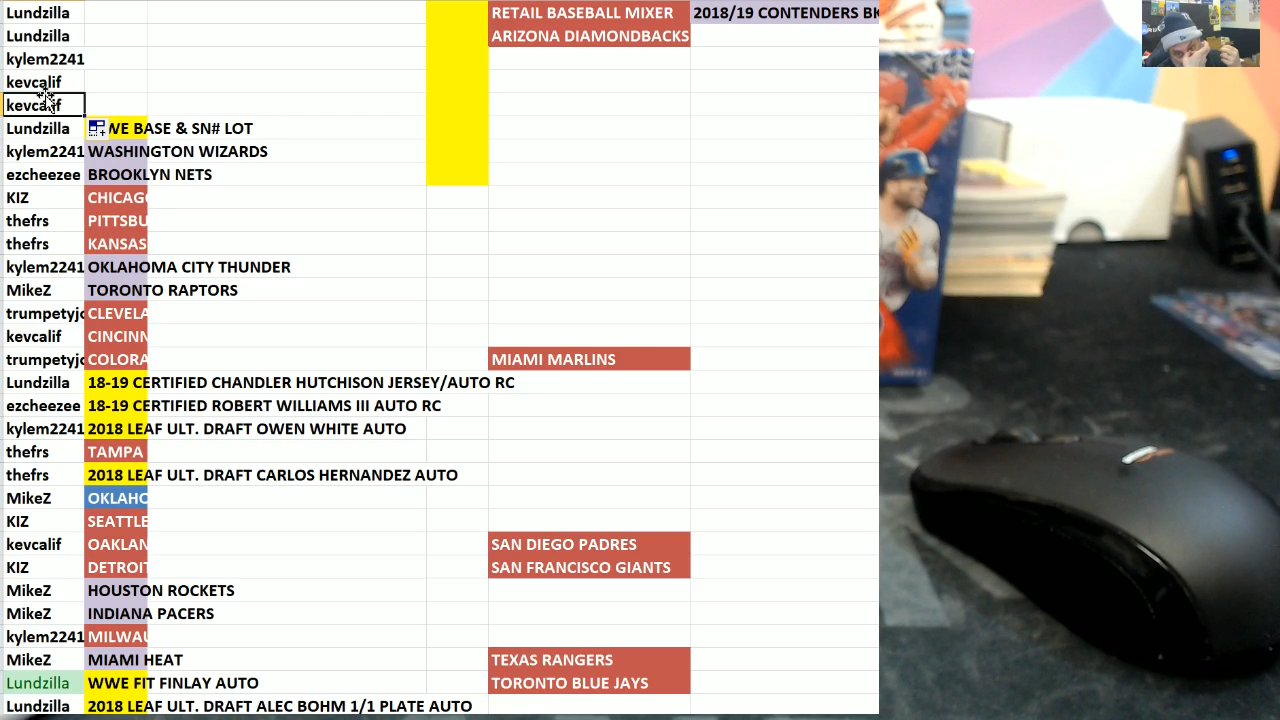 Lundzilla RETAIL BASEBALL MIXER 2018/19 CONTENDERS BK
Lundzilla ARIZONA DIAMONDBACKS
kylem2241
kevcalif
kevcalif
Lundzilla WE BASE & SN# LOT
kylem2241 WASHINGTON WIZARDS
ezcheezee BROOKLYN NETS
KIZ CHICAG
thefrs PITTSBU
thefrs KANSAS
kylem2241 OKLAHOMA CITY THUNDER
MikeZ TORONTO RAPTORS
trumpetyjo CLEVELA
kevcalif CINCINN
trumpetyjo COLORA MIAMI MARLINS
Lundzilla 18-19 CERTIFIED CHANDLER HUTCHISON JERSEY/AUTO RC
ezcheezee 18-19 CERTIFIED ROBERT WILLIAMS III AUTO RC
kylem2241 2018 LEAF ULT. DRAFT OWEN WHITE AUTO
thefrs TAMPA
thefrs 2018 LEAF ULT. DRAFT CARLOS HERNANDEZ AUTO
MikeZ OKLAHO
KIZ SEATTLE
kevcalif OAKLAN SAN DIEGO PADRES
KIZ DETROIT SAN FRANCISCO GIANTS
MikeZ HOUSTON ROCKETS
MikeZ INDIANA PACERS
kylem2241 MILWAU
MikeZ MIAMI HEAT TEXAS RANGERS
Lundzilla WWE FIT FINLAY AUTO TORONTO BLUE JAYS
Lundzilla 2018 LEAF ULT. DRAFT ALEC BOHM 1/1 PLATE AUTO